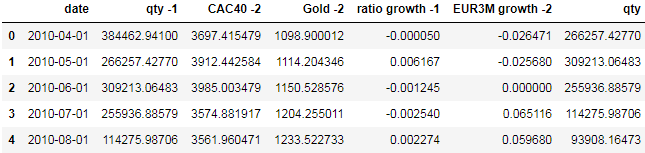 date qty -1 CAC40 -2 Gold -2 ratio growth -1 EUR3M growth -2 qty
0 2010-04-01 384462.94100 3697.415479 1098.900012 -0.000050 -0.026471 266257.42770
1 2010-05-01 266257.42770 3912.442584 1114.204346 0.006167 -0.025680 309213.06483
2 2010-06-01 309213.06483 3985.003479 1150.528576 -0.001245 0.000000 255936.88579
3 2010-07-01 255936.88579 3574.881917 1204.255011 -0.002540 0.065116 114275.98706
4 2010-08-01 114275.98706 3561.960471 1233.522733 0.002274 0.059680 93908.16473